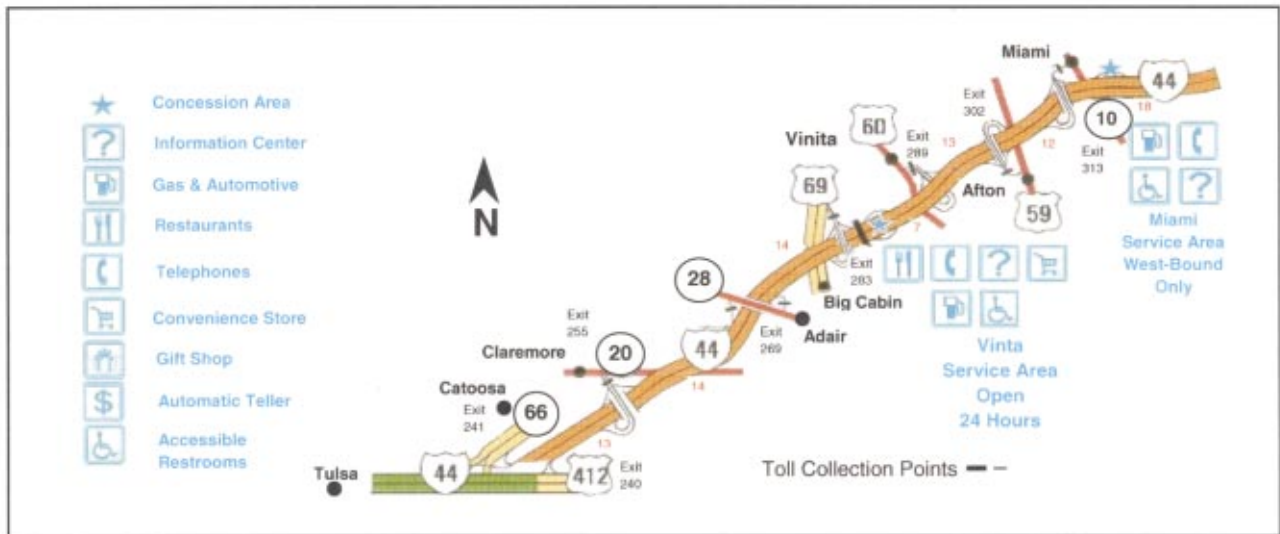 Concession Area
Information Center
Gas & Automotive
Restaurants
Telephones
Convenience Store
Gift Shop
$
Automatic Teller
Accessible
Restrooms
N
Tulsa
44
412
Exit
240
Catoosa
Exit
241
66
13
Claremore
Exit
255
20
14
44
28
Adair
Exit
269
14
69
Big Cabin
Exit
283
Vinita
60
Exit
289
7
13
Afton
Exit
302
59
12
Miami
10
Exit
313
18
44
?
?
?
Miami
Service Area
West-Bound
Only
Vinta
Service Area
Open
24 Hours
Toll Collection Points